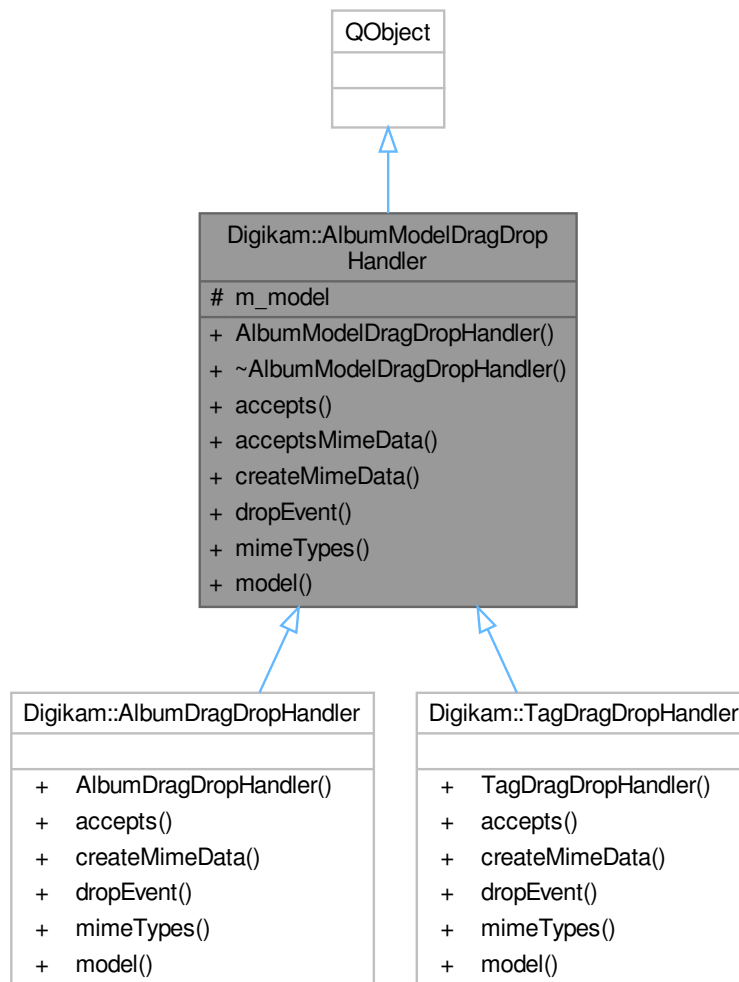 QObject
Digikam::AlbumModelDragDrop
Handler
# m_model
+ AlbumModelDragDropHandler()
+ ~AlbumModelDragDropHandler()
+ accepts()
+ acceptsMimeData()
+ createMimeData()
+ dropEvent()
+ mimeTypes()
+ model()
Digikam::AlbumDragDropHandler
+ AlbumDragDropHandler()
+ accepts()
+ createMimeData()
+ dropEvent()
+ mimeTypes()
+ model()
Digikam::TagDragDropHandler
+ TagDragDropHandler()
+ accepts()
+ createMimeData()
+ dropEvent()
+ mimeTypes()
+ model()